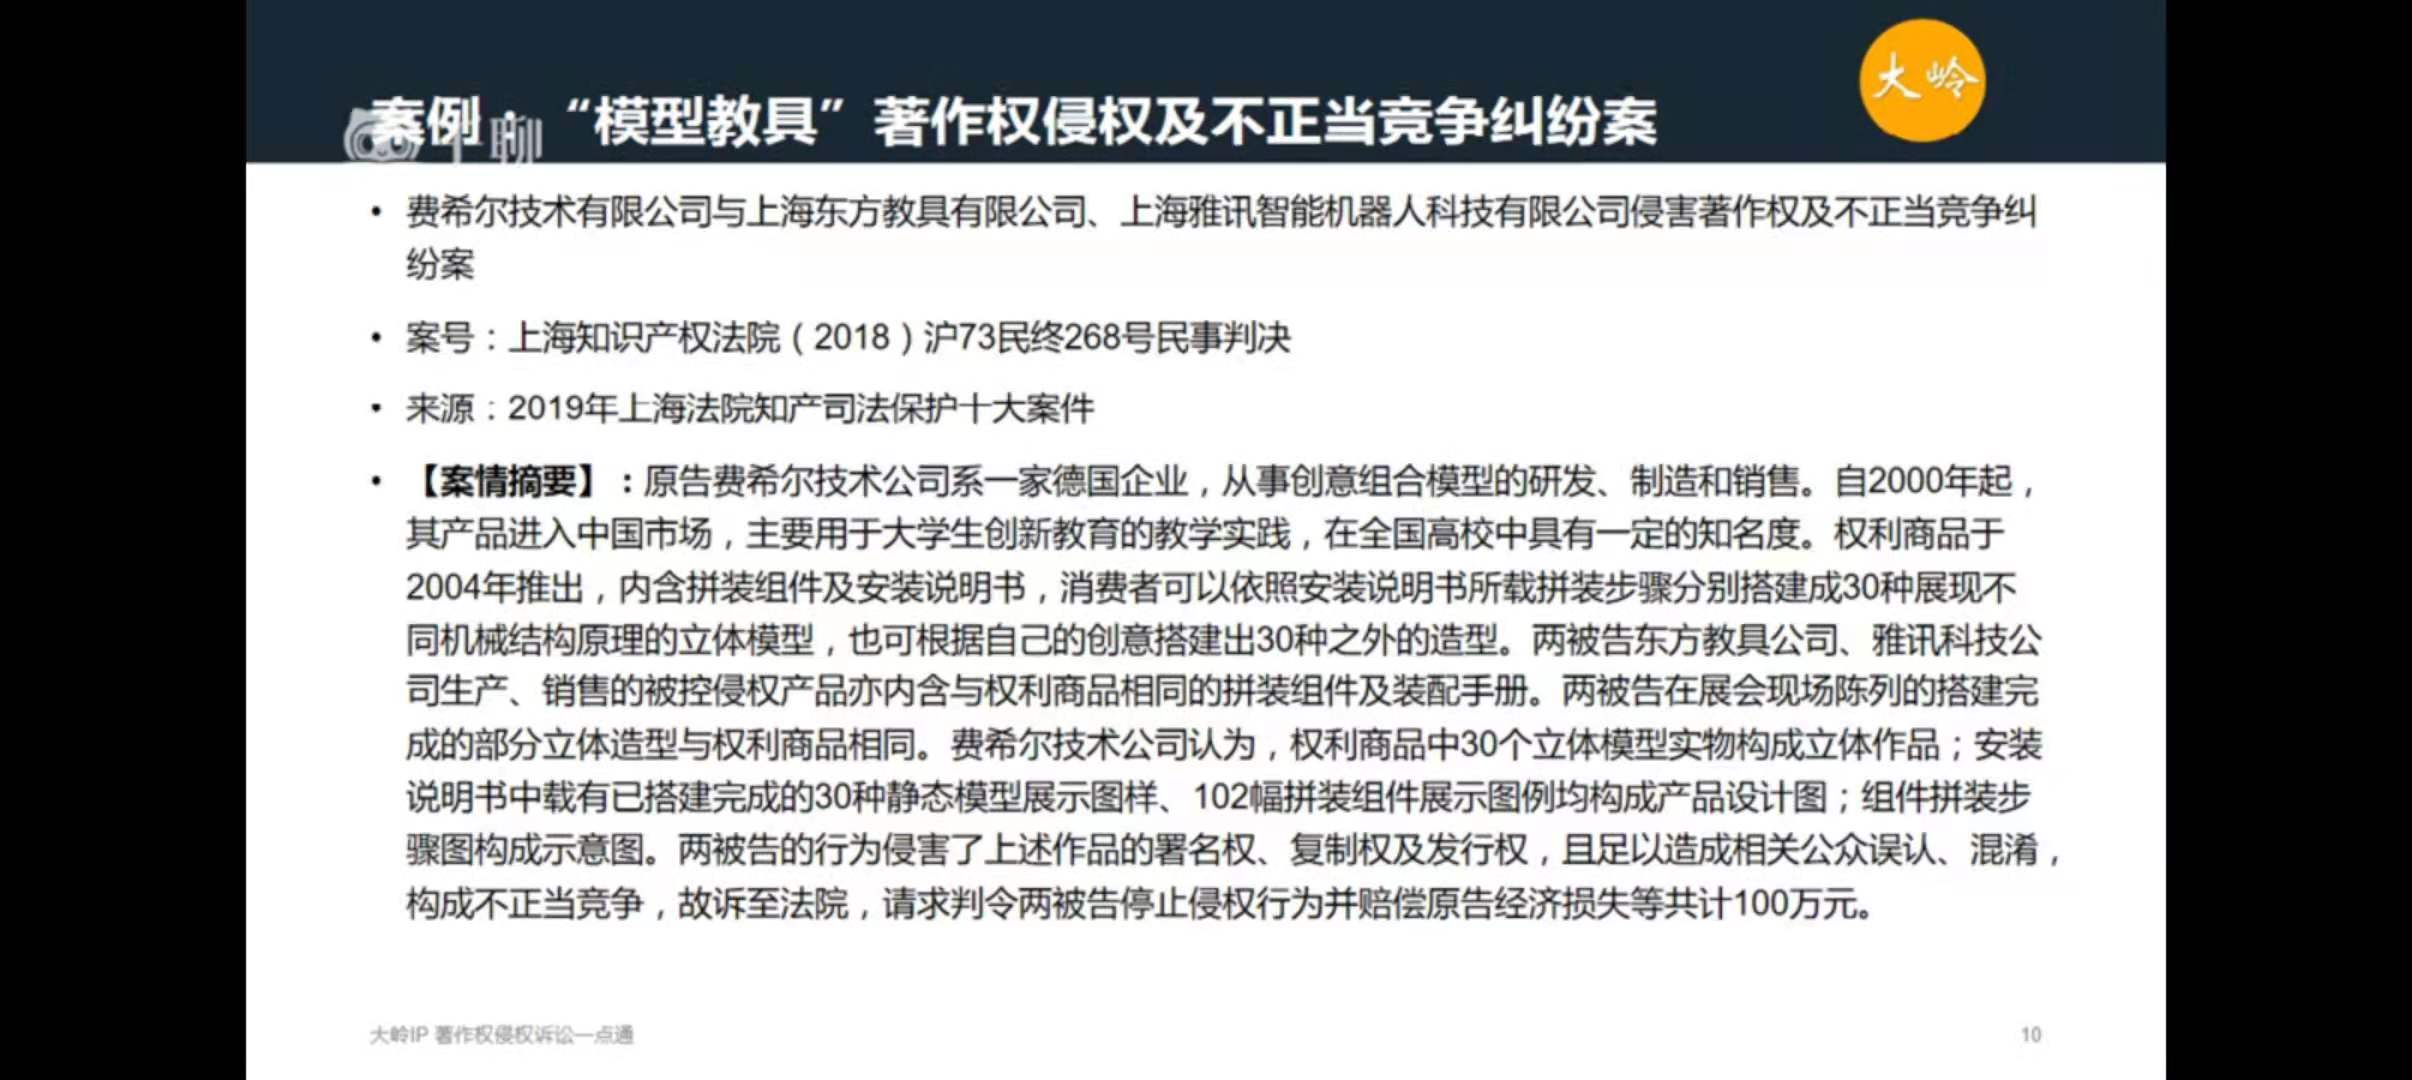 大岭
案例：“模型教具”著作权侵权及不正当竞争纠纷案
千聊
• 费希尔技术有限公司与上海东方教具有限公司、上海雅讯智能机器人科技有限公司侵害著作权及不正当竞争纠
纷案
• 案号：上海知识产权法院（2018）沪73民终268号民事判决
• 来源：2019年上海法院知产司法保护十大案件
• 【案情摘要】：原告费希尔技术公司系一家德国企业，从事创意组合模型的研发、制造和销售。自2000年起，
其产品进入中国市场，主要用于大学生创新教育的教学实践，在全国高校中具有一定的知名度。权利商品于
2004年推出，内含拼装组件及安装说明书，消费者可以依照安装说明书所载拼装步骤分别搭建成30种展现不
同机械结构原理的立体模型，也可根据自己的创意搭建出30种之外的造型。两被告东方教具公司、雅讯科技公
司生产、销售的被控侵权产品亦内含与权利商品相同的拼装组件及装配手册。两被告在展会现场陈列的搭建完
成的部分立体造型与权利商品相同。费希尔技术公司认为，权利商品中30个立体模型实物构成立体作品；安装
说明书中载有已搭建完成的30种静态模型展示图样、102幅拼装组件展示图例均构成产品设计图；组件拼装步
骤图构成示意图。两被告的行为侵害了上述作品的署名权、复制权及发行权，且足以造成相关公众误认、混淆，
构成不正当竞争，故诉至法院，请求判令两被告停止侵权行为并赔偿原告经济损失等共计100万元。
大岭IP 著作权侵权诉讼一点通
10